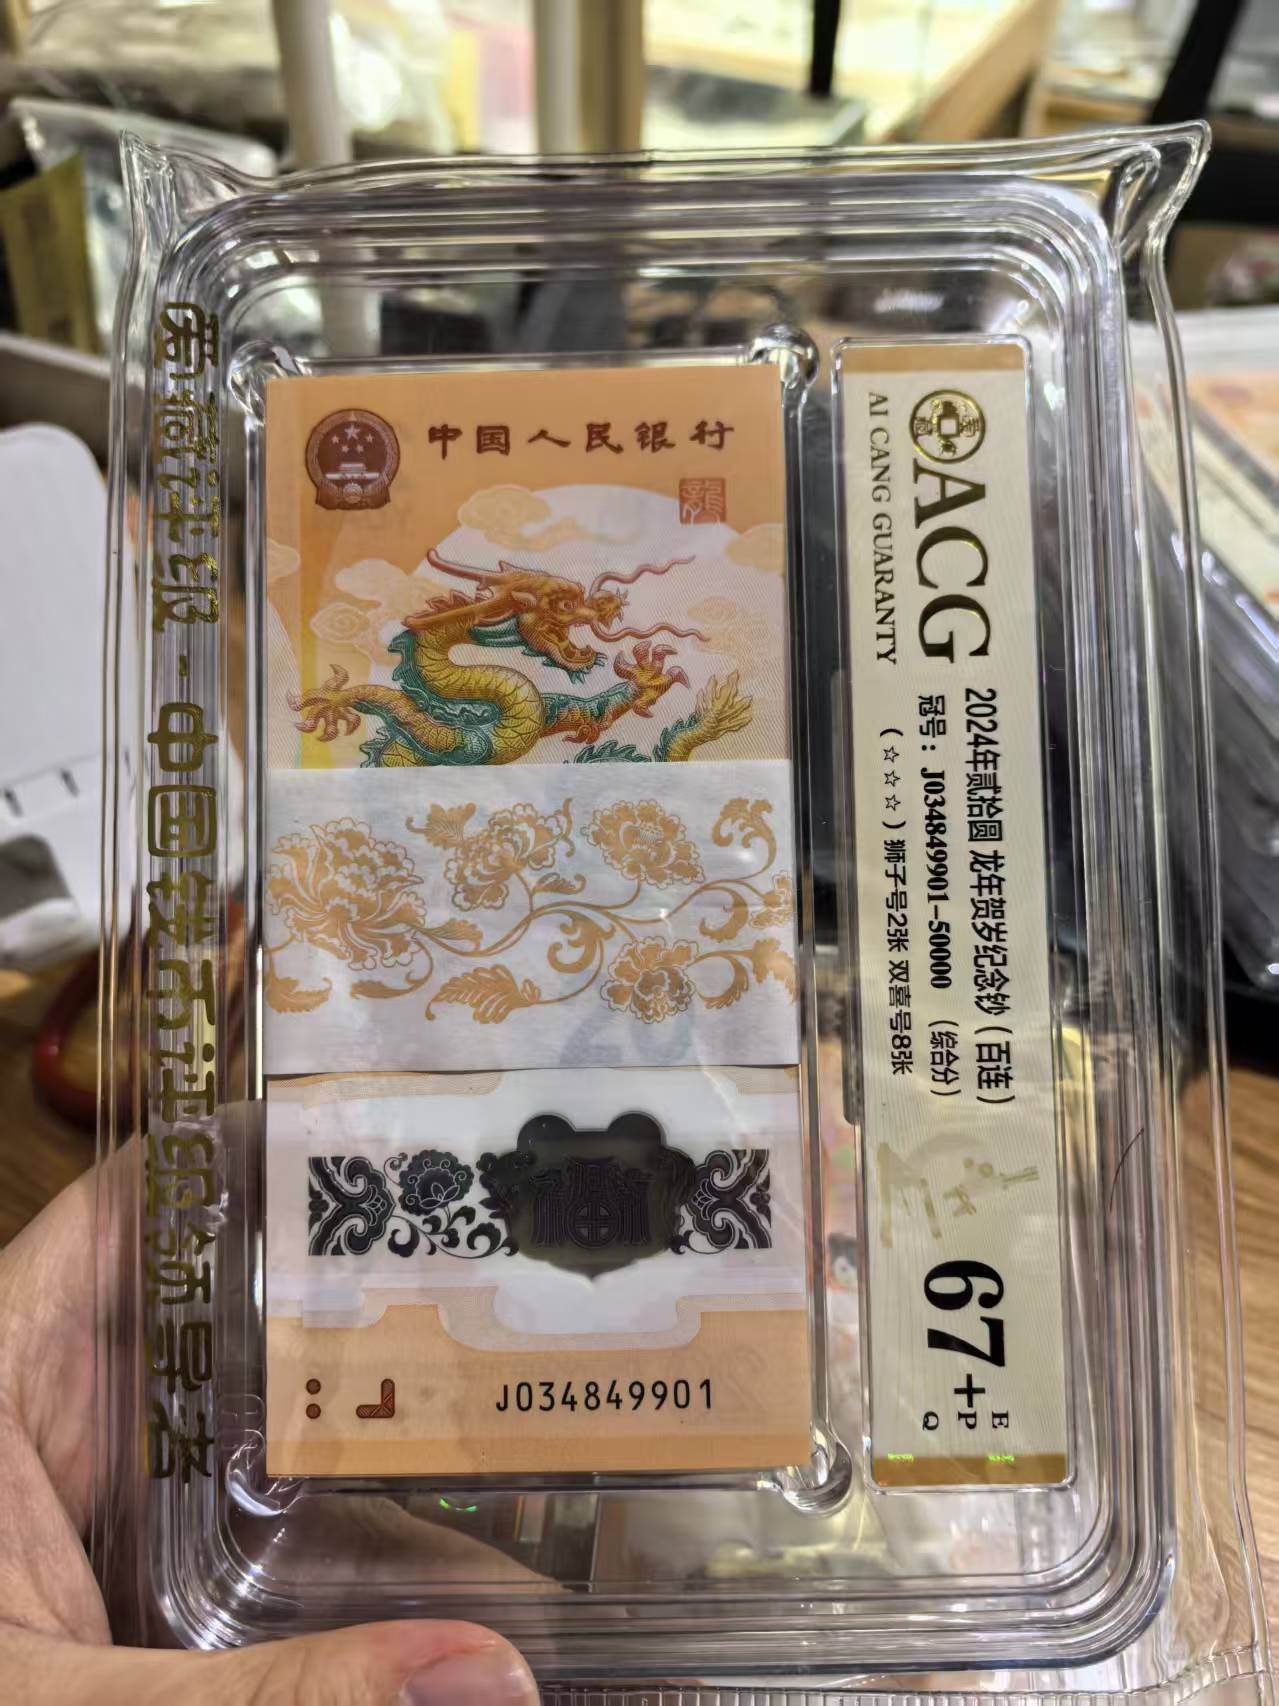 爱藏评级-中国钱币评级领导者
中国人民银行
龍
J034849901
ACG
AI CANG GUARANTY
2024年贰拾圆 龙年贺岁纪念钞（百连）
冠号：J034849901-50000 （综合分）
（☆☆☆）狮子号2张 双喜号8张
67+
E
P
Q
20